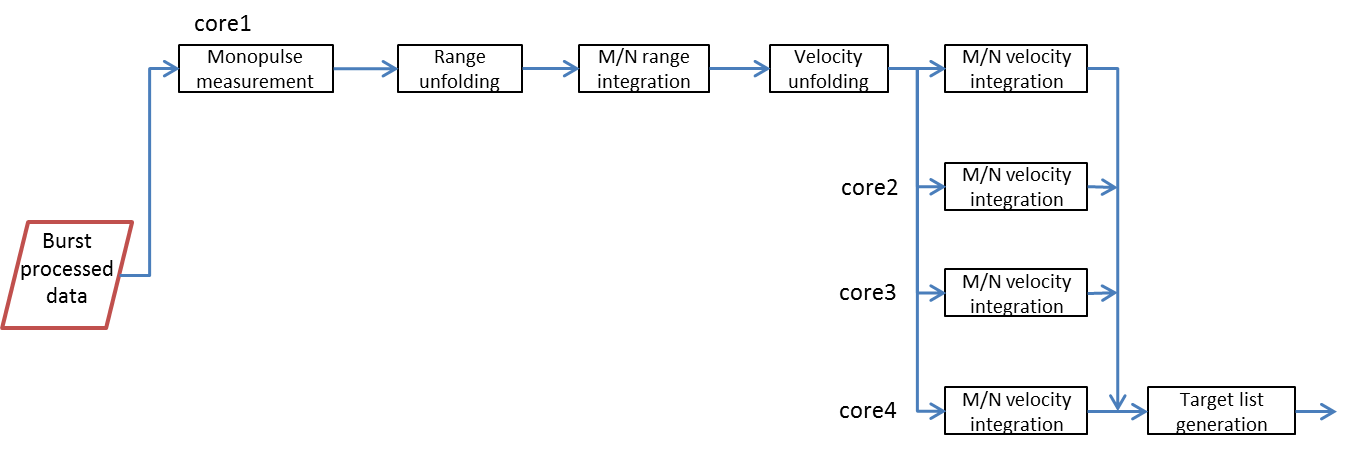 core1
Monopulse
measurement
Range
unfolding
M/N range
integration
Velocity
unfolding
M/N velocity
integration
core2
M/N velocity
integration
Burst
processed
data
core3
M/N velocity
integration
core4
M/N velocity
integration
Target list
generation